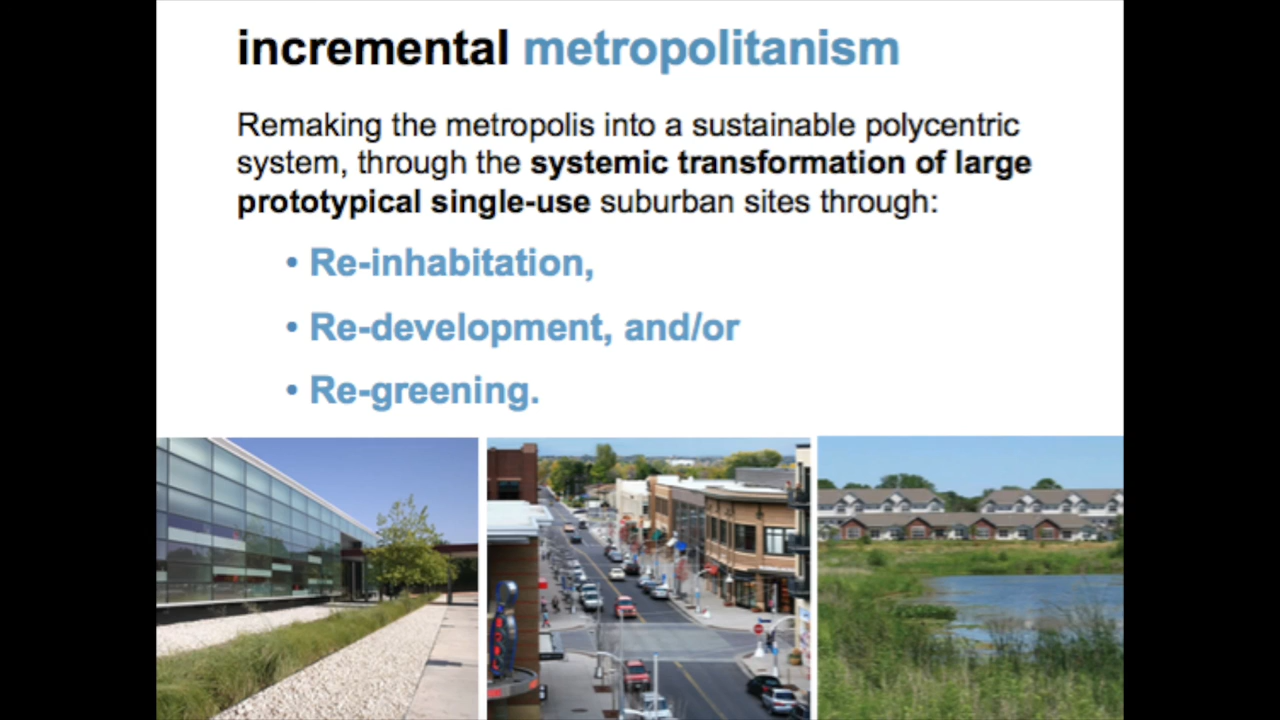 incremental metropolitanism
Remaking the metropolis into a sustainable polycentric
system, through the systemic transformation of large
prototypical single-use suburban sites through:
• Re-inhabitation,
• Re-development, and/or
• Re-greening.